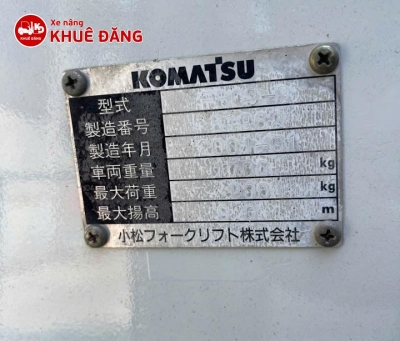 Xe nâng
KHUÊ ĐĂNG
KHUÊ ĐĂNG
KOMATSU
型式
製造番号
製造年月
車両重量 kg
最大荷重 kg
最大揚高 m
小松フォークリフト株式会社